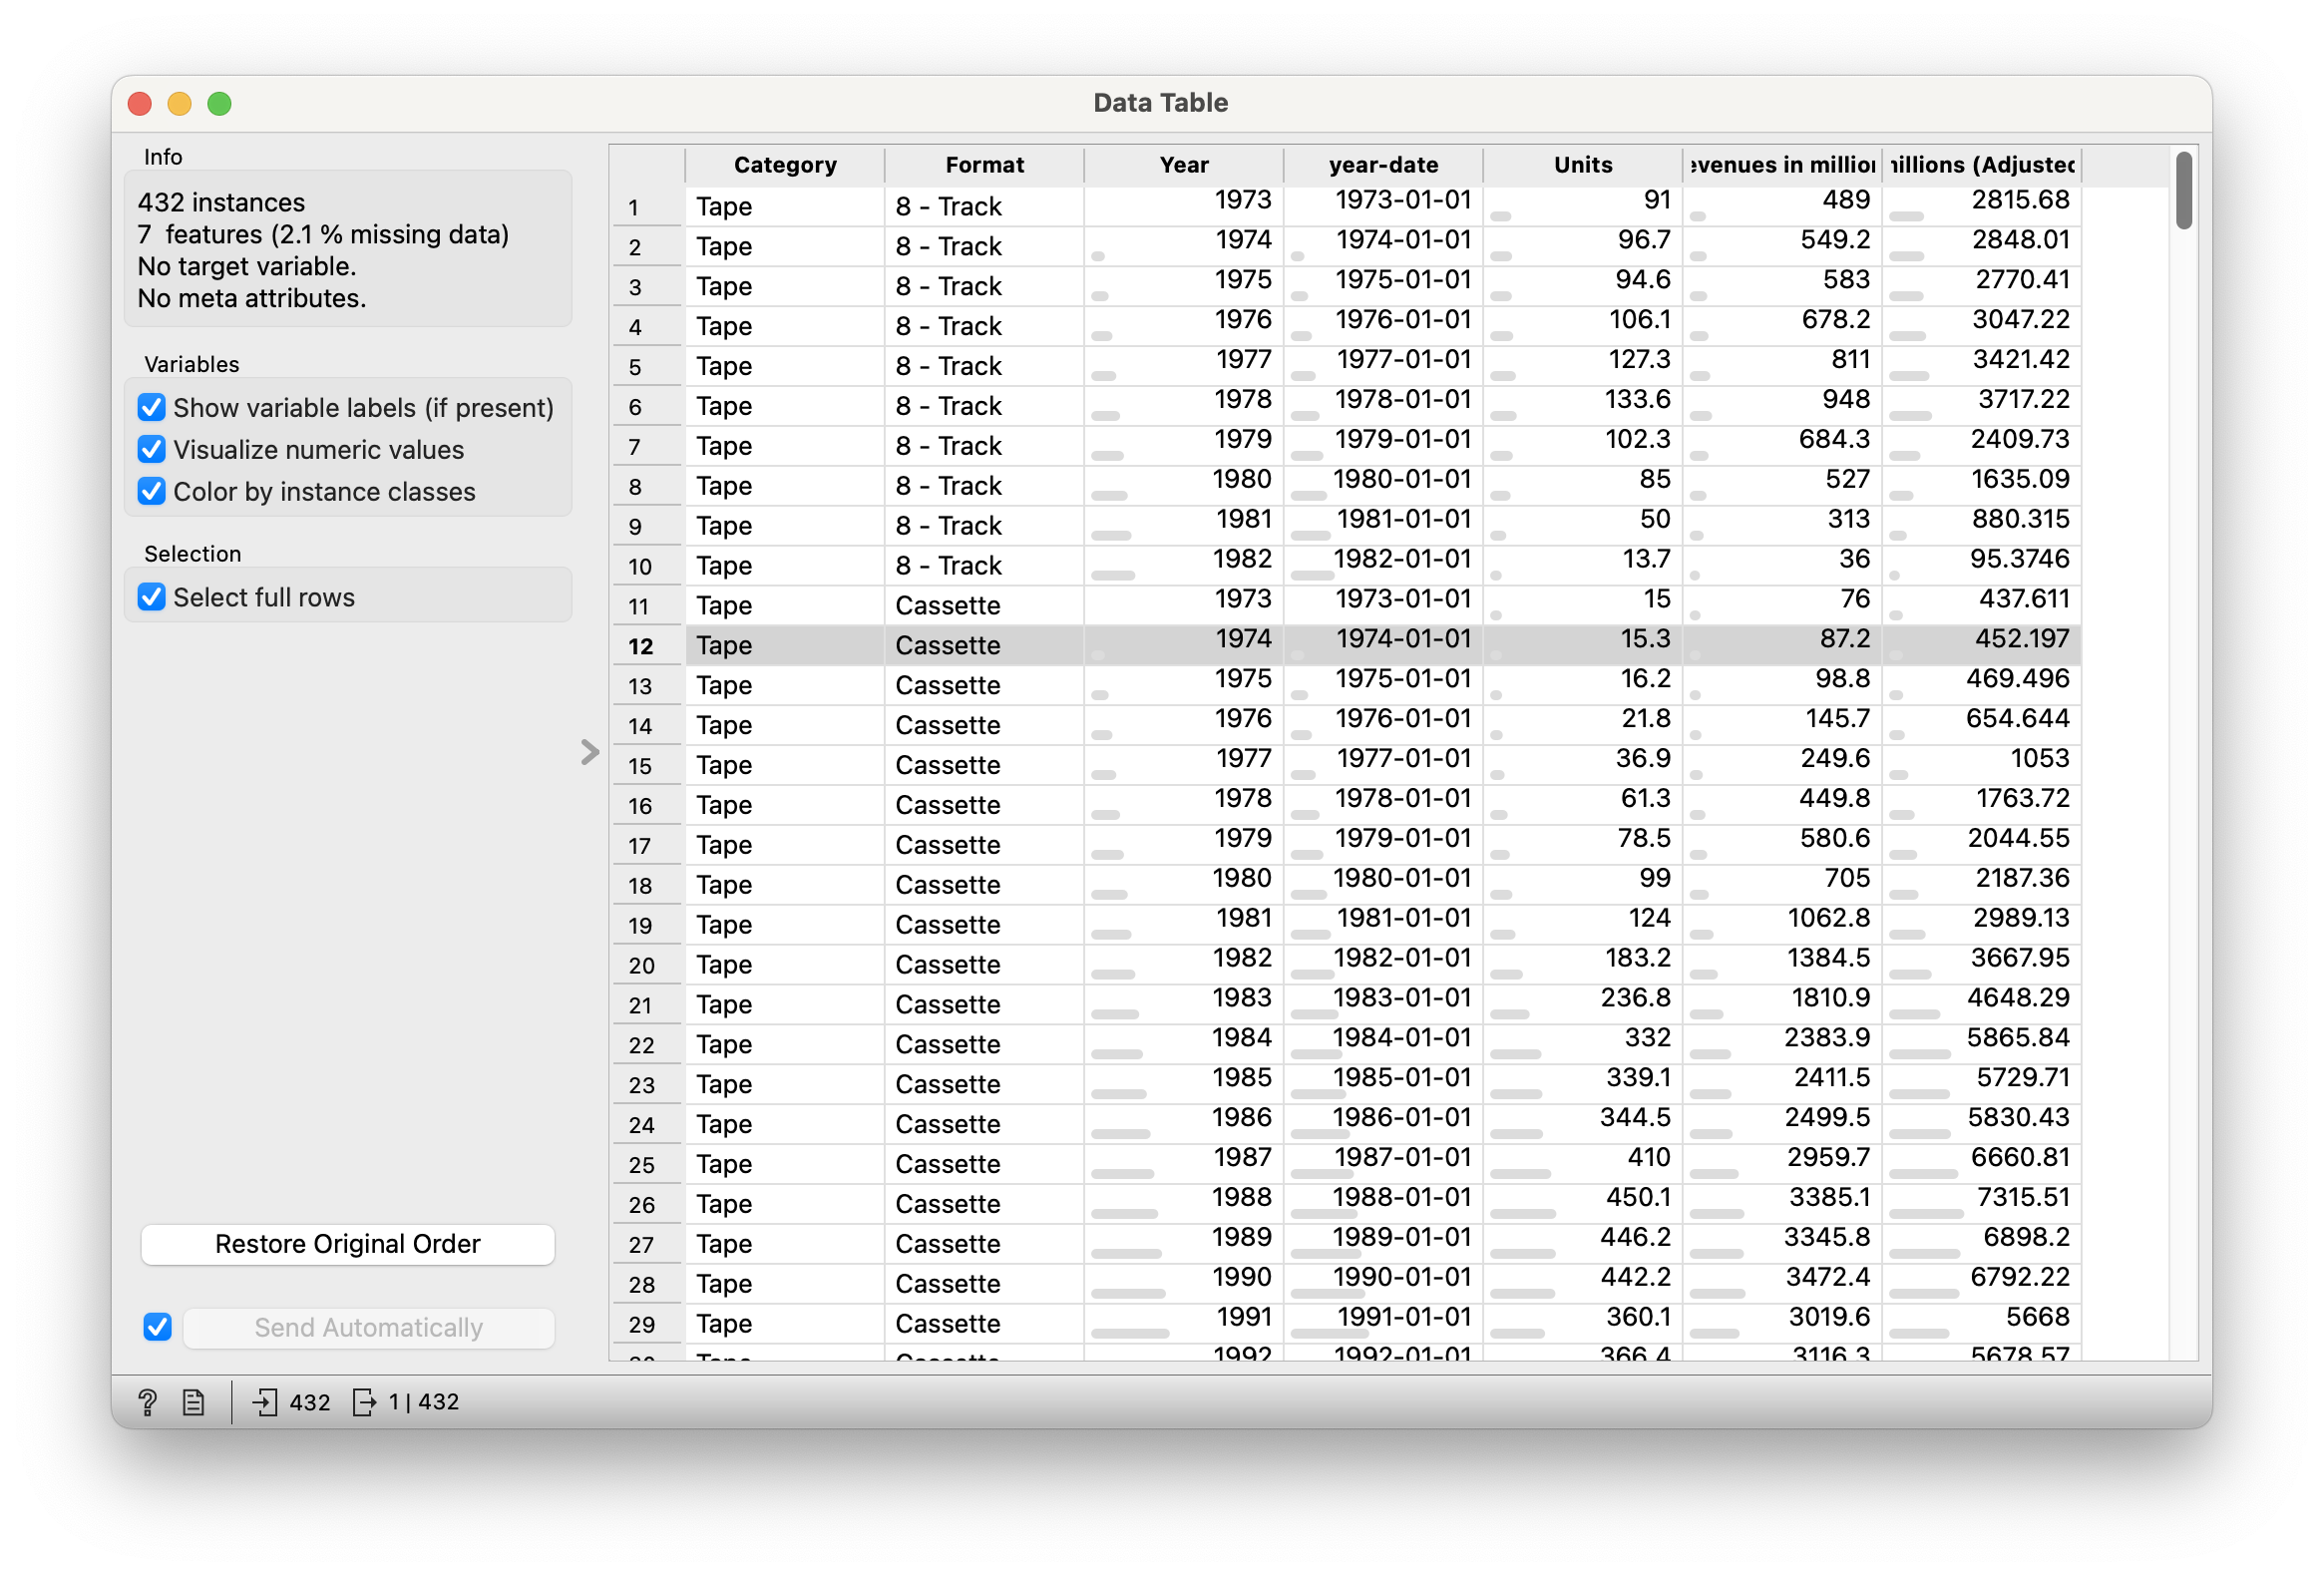 Data Table
Info
432 instances
7 features (2.1 % missing data)
No target variable.
No meta attributes.
Variables
Show variable labels (if present)
Visualize numeric values
Color by instance classes
Selection
Select full rows
Restore Original Order
Send Automatically
Category Format Year year-date Units evenues in million illions (Adjusted
1 Tape 8 - Track 1973 1973-01-01 91 489 2815.68
2 Tape 8 - Track 1974 1974-01-01 96.7 549.2 2848.01
3 Tape 8 - Track 1975 1975-01-01 94.6 583 2770.41
4 Tape 8 - Track 1976 1976-01-01 106.1 678.2 3047.22
5 Tape 8 - Track 1977 1977-01-01 127.3 811 3421.42
6 Tape 8 - Track 1978 1978-01-01 133.6 948 3717.22
7 Tape 8 - Track 1979 1979-01-01 102.3 684.3 2409.73
8 Tape 8 - Track 1980 1980-01-01 85 527 1635.09
9 Tape 8 - Track 1981 1981-01-01 50 313 880.315
10 Tape 8 - Track 1982 1982-01-01 13.7 36 95.3746
11 Tape Cassette 1973 1973-01-01 15 76 437.611
12 Tape Cassette 1974 1974-01-01 15.3 87.2 452.197
13 Tape Cassette 1975 1975-01-01 16.2 98.8 469.496
14 Tape Cassette 1976 1976-01-01 21.8 145.7 654.644
15 Tape Cassette 1977 1977-01-01 36.9 249.6 1053
16 Tape Cassette 1978 1978-01-01 61.3 449.8 1763.72
17 Tape Cassette 1979 1979-01-01 78.5 580.6 2044.55
18 Tape Cassette 1980 1980-01-01 99 705 2187.36
19 Tape Cassette 1981 1981-01-01 124 1062.8 2989.13
20 Tape Cassette 1982 1982-01-01 183.2 1384.5 3667.95
21 Tape Cassette 1983 1983-01-01 236.8 1810.9 4648.29
22 Tape Cassette 1984 1984-01-01 332 2383.9 5865.84
23 Tape Cassette 1985 1985-01-01 339.1 2411.5 5729.71
24 Tape Cassette 1986 1986-01-01 344.5 2499.5 5830.43
25 Tape Cassette 1987 1987-01-01 410 2959.7 6660.81
26 Tape Cassette 1988 1988-01-01 450.1 3385.1 7315.51
27 Tape Cassette 1989 1989-01-01 446.2 3345.8 6898.2
28 Tape Cassette 1990 1990-01-01 442.2 3472.4 6792.22
29 Tape Cassette 1991 1991-01-01 360.1 3019.6 5668
1992 1992-01-01 366.4 3116.3 5678.57
432 1 | 432